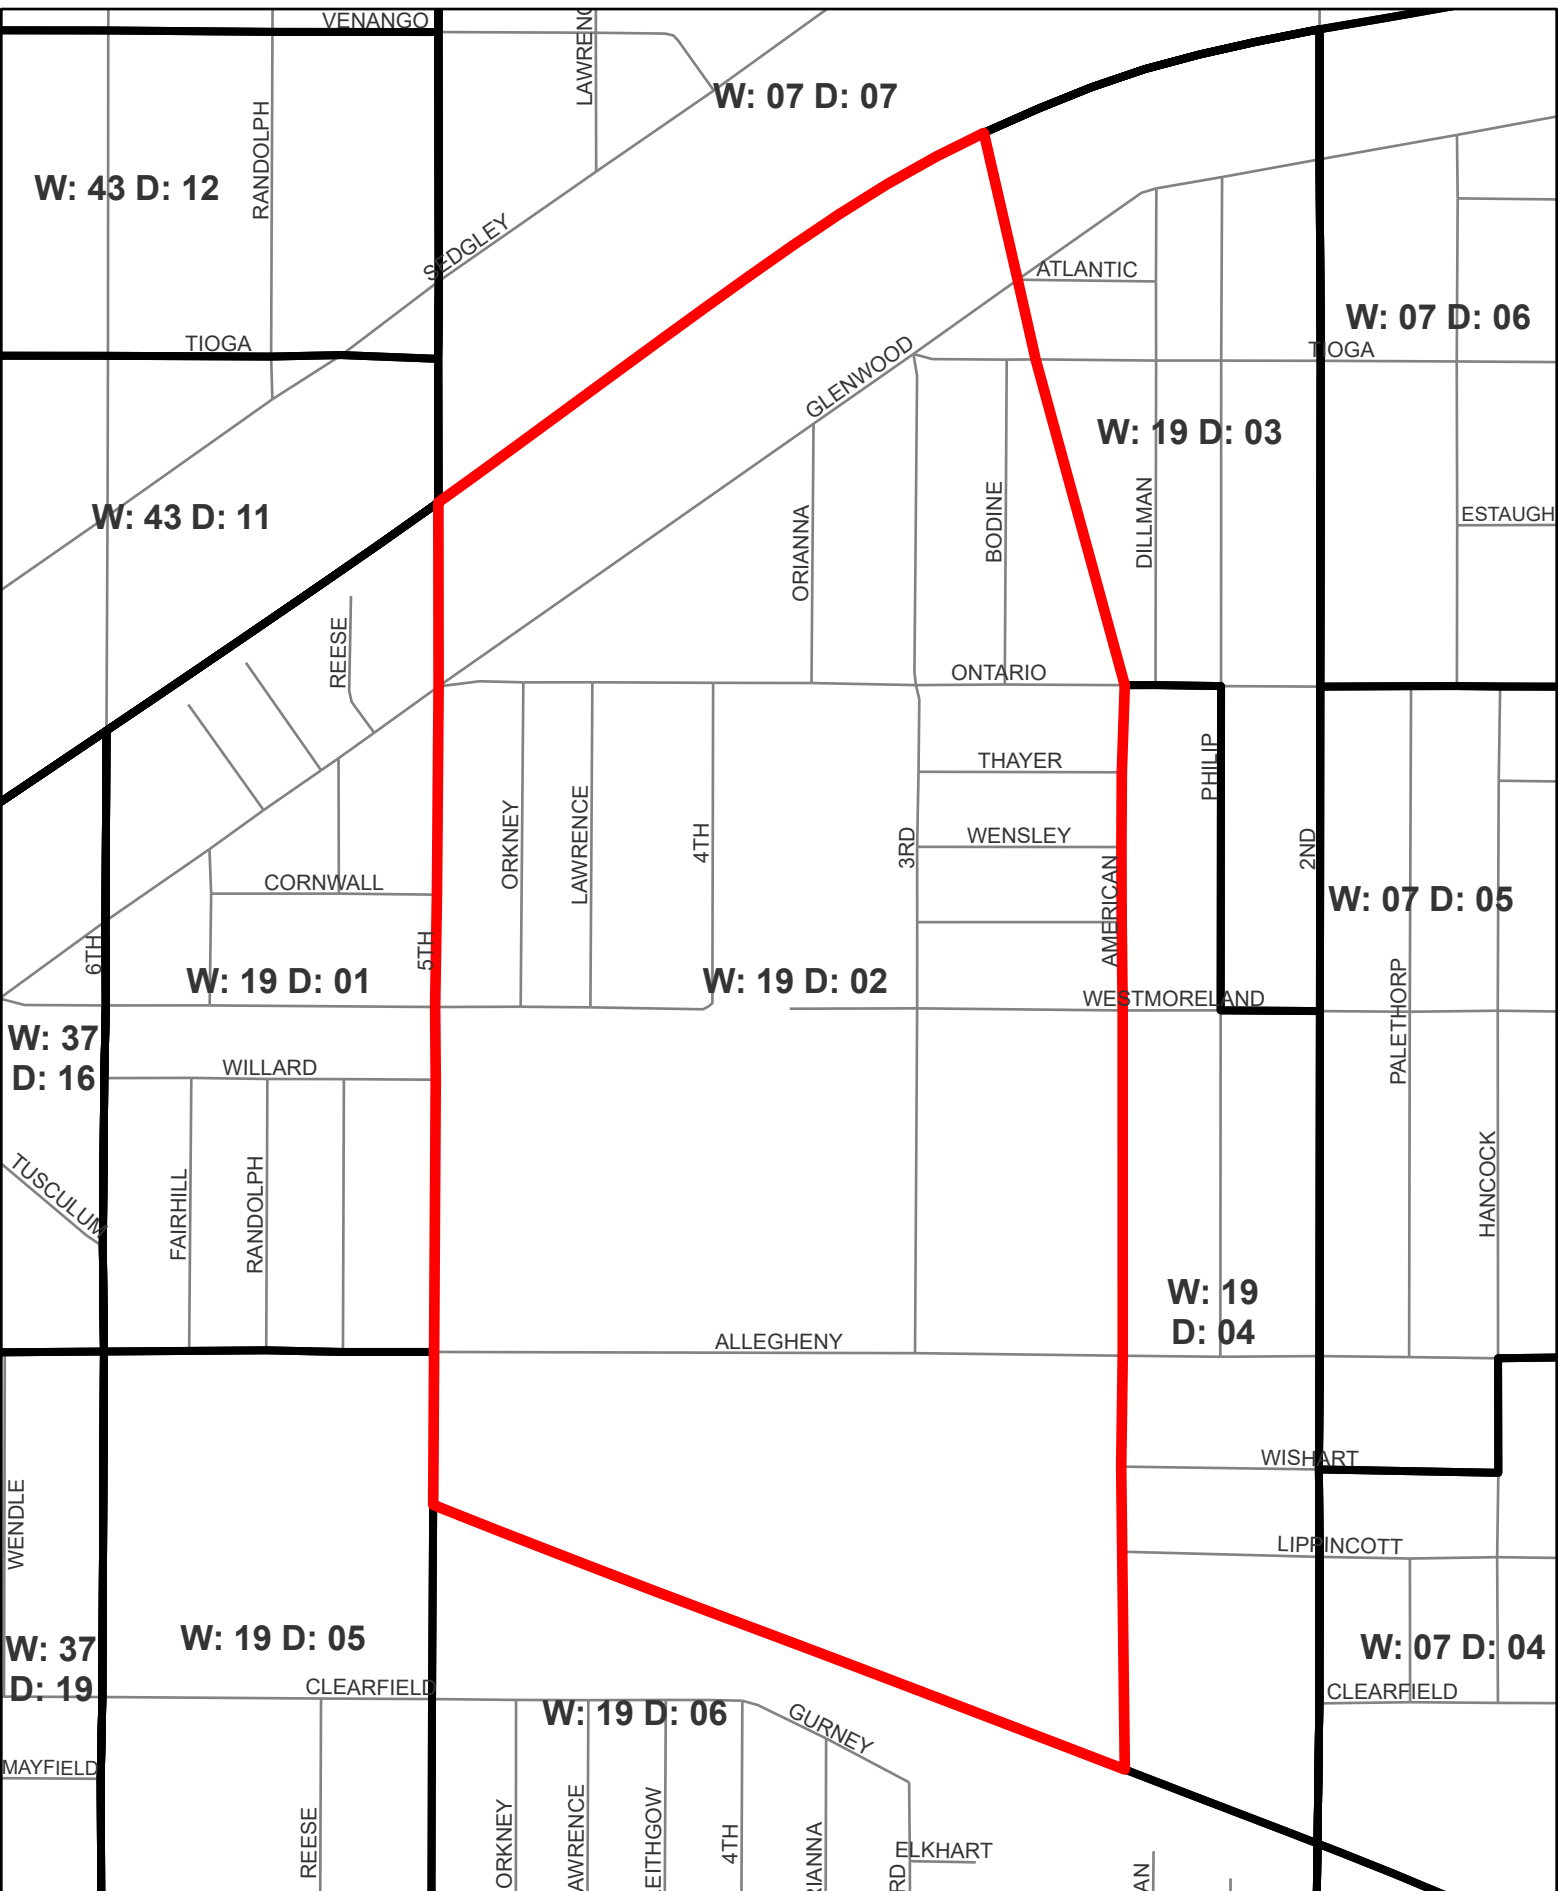 VENANGO
LAWRENC
W: 07 D: 07
RANDOLPH
W: 43 D: 12
SEDGLEY
ATLANTIC
W: 07 D: 06
TIOGA
TIOGA
GLENWOOD
W: 19 D: 03
W: 43 D: 11
ORIANNA
BODINE
DILLMAN
ESTAUGH
REESE
ONTARIO
THAYER
PHILIP
ORKNEY
LAWRENCE
4TH
3RD
WENSLEY
2ND
CORNWALL
AMERICAN
W: 07 D: 05
6TH
5TH
W: 19 D: 01
W: 19 D: 02
WESTMORELAND
PALETHORP
W: 37
D: 16
WILLARD
TUSCULUM
FAIRHILL
RANDOLPH
HANCOCK
W: 19
D: 04
ALLEGHENY
WISHART
WENDLE
LIPPINCOTT
W: 37
D: 19
W: 19 D: 05
W: 07 D: 04
CLEARFIELD
CLEARFIELD
W: 19 D: 06
GURNEY
MAYFIELD
REESE
ORKNEY
AWRENCE
EITHGOW
4TH
RIANNA
RD
ELKHART
AN